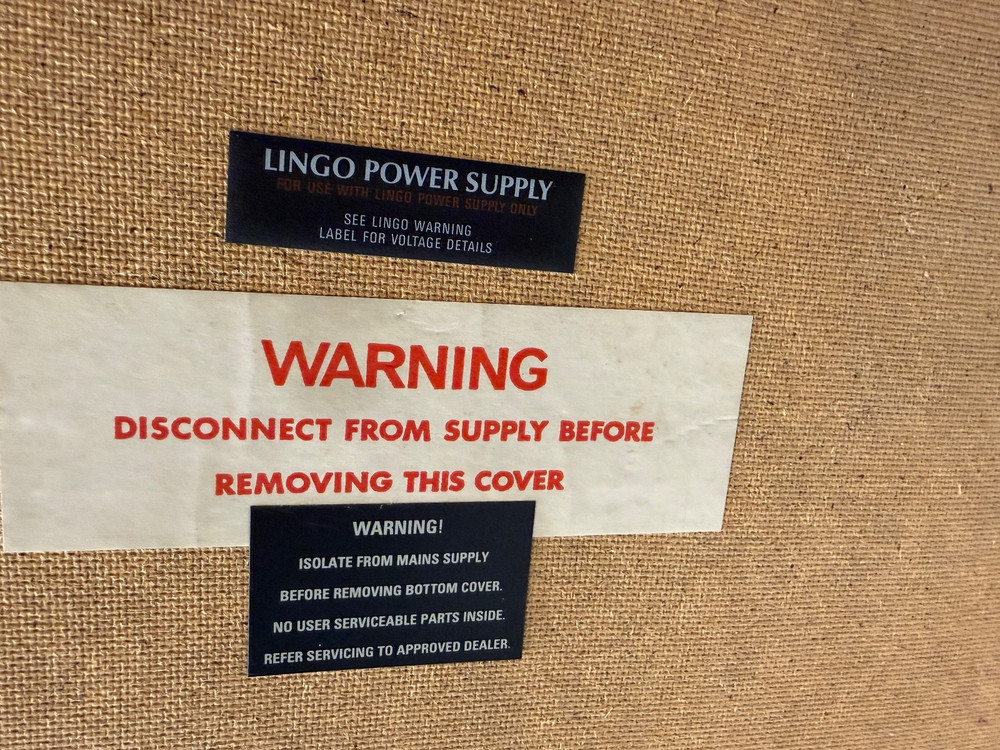 LINGO POWER SUPPLY
FOR USE WITH LINGO POWER SUPPLY ONLY
SEE LINGO WARNING
LABEL FOR VOLTAGE DETAILS
WARNING
DISCONNECT FROM SUPPLY BEFORE
REMOVING THIS COVER
WARNING!
ISOLATE FROM MAINS SUPPLY
BEFORE REMOVING BOTTOM COVER.
NO USER SERVICEABLE PARTS INSIDE.
REFER SERVICING TO APPROVED DEALER.